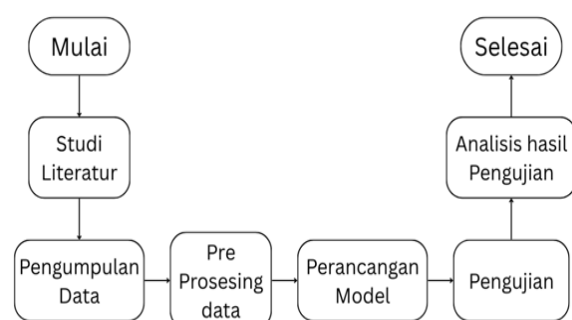 Mulai
Studi
Literatur
Pengumpulan
Data
Pre
Prosesing
data
Perancangan
Model
Pengujian
Analisis hasil
Pengujian
Selesai